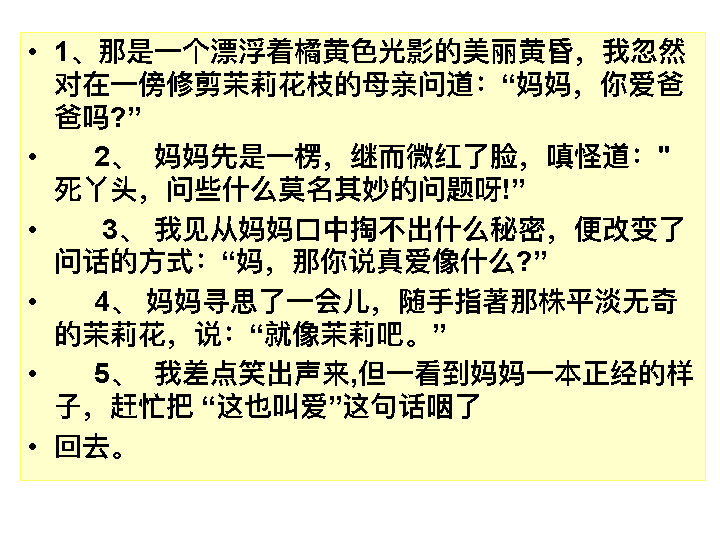 • 1、那是一个漂浮着橘黄色光影的美丽黄昏，我忽然
对在一傍修剪茉莉花枝的母亲问道：“妈妈，你爱爸
爸吗?”
• 2、 妈妈先是一楞，继而微红了脸，嗔怪道："
死丫头，问些什么莫名其妙的问题呀!”
• 3、 我见从妈妈口中掏不出什么秘密，便改变了
问话的方式：“妈，那你说真爱像什么?”
• 4、 妈妈寻思了一会儿，随手指著那株平淡无奇
的茉莉花，说：“就像茉莉吧。”
• 5、 我差点笑出声来,但一看到妈妈一本正经的样
子，赶忙把 “这也叫爱”这句话咽了
• 回去。